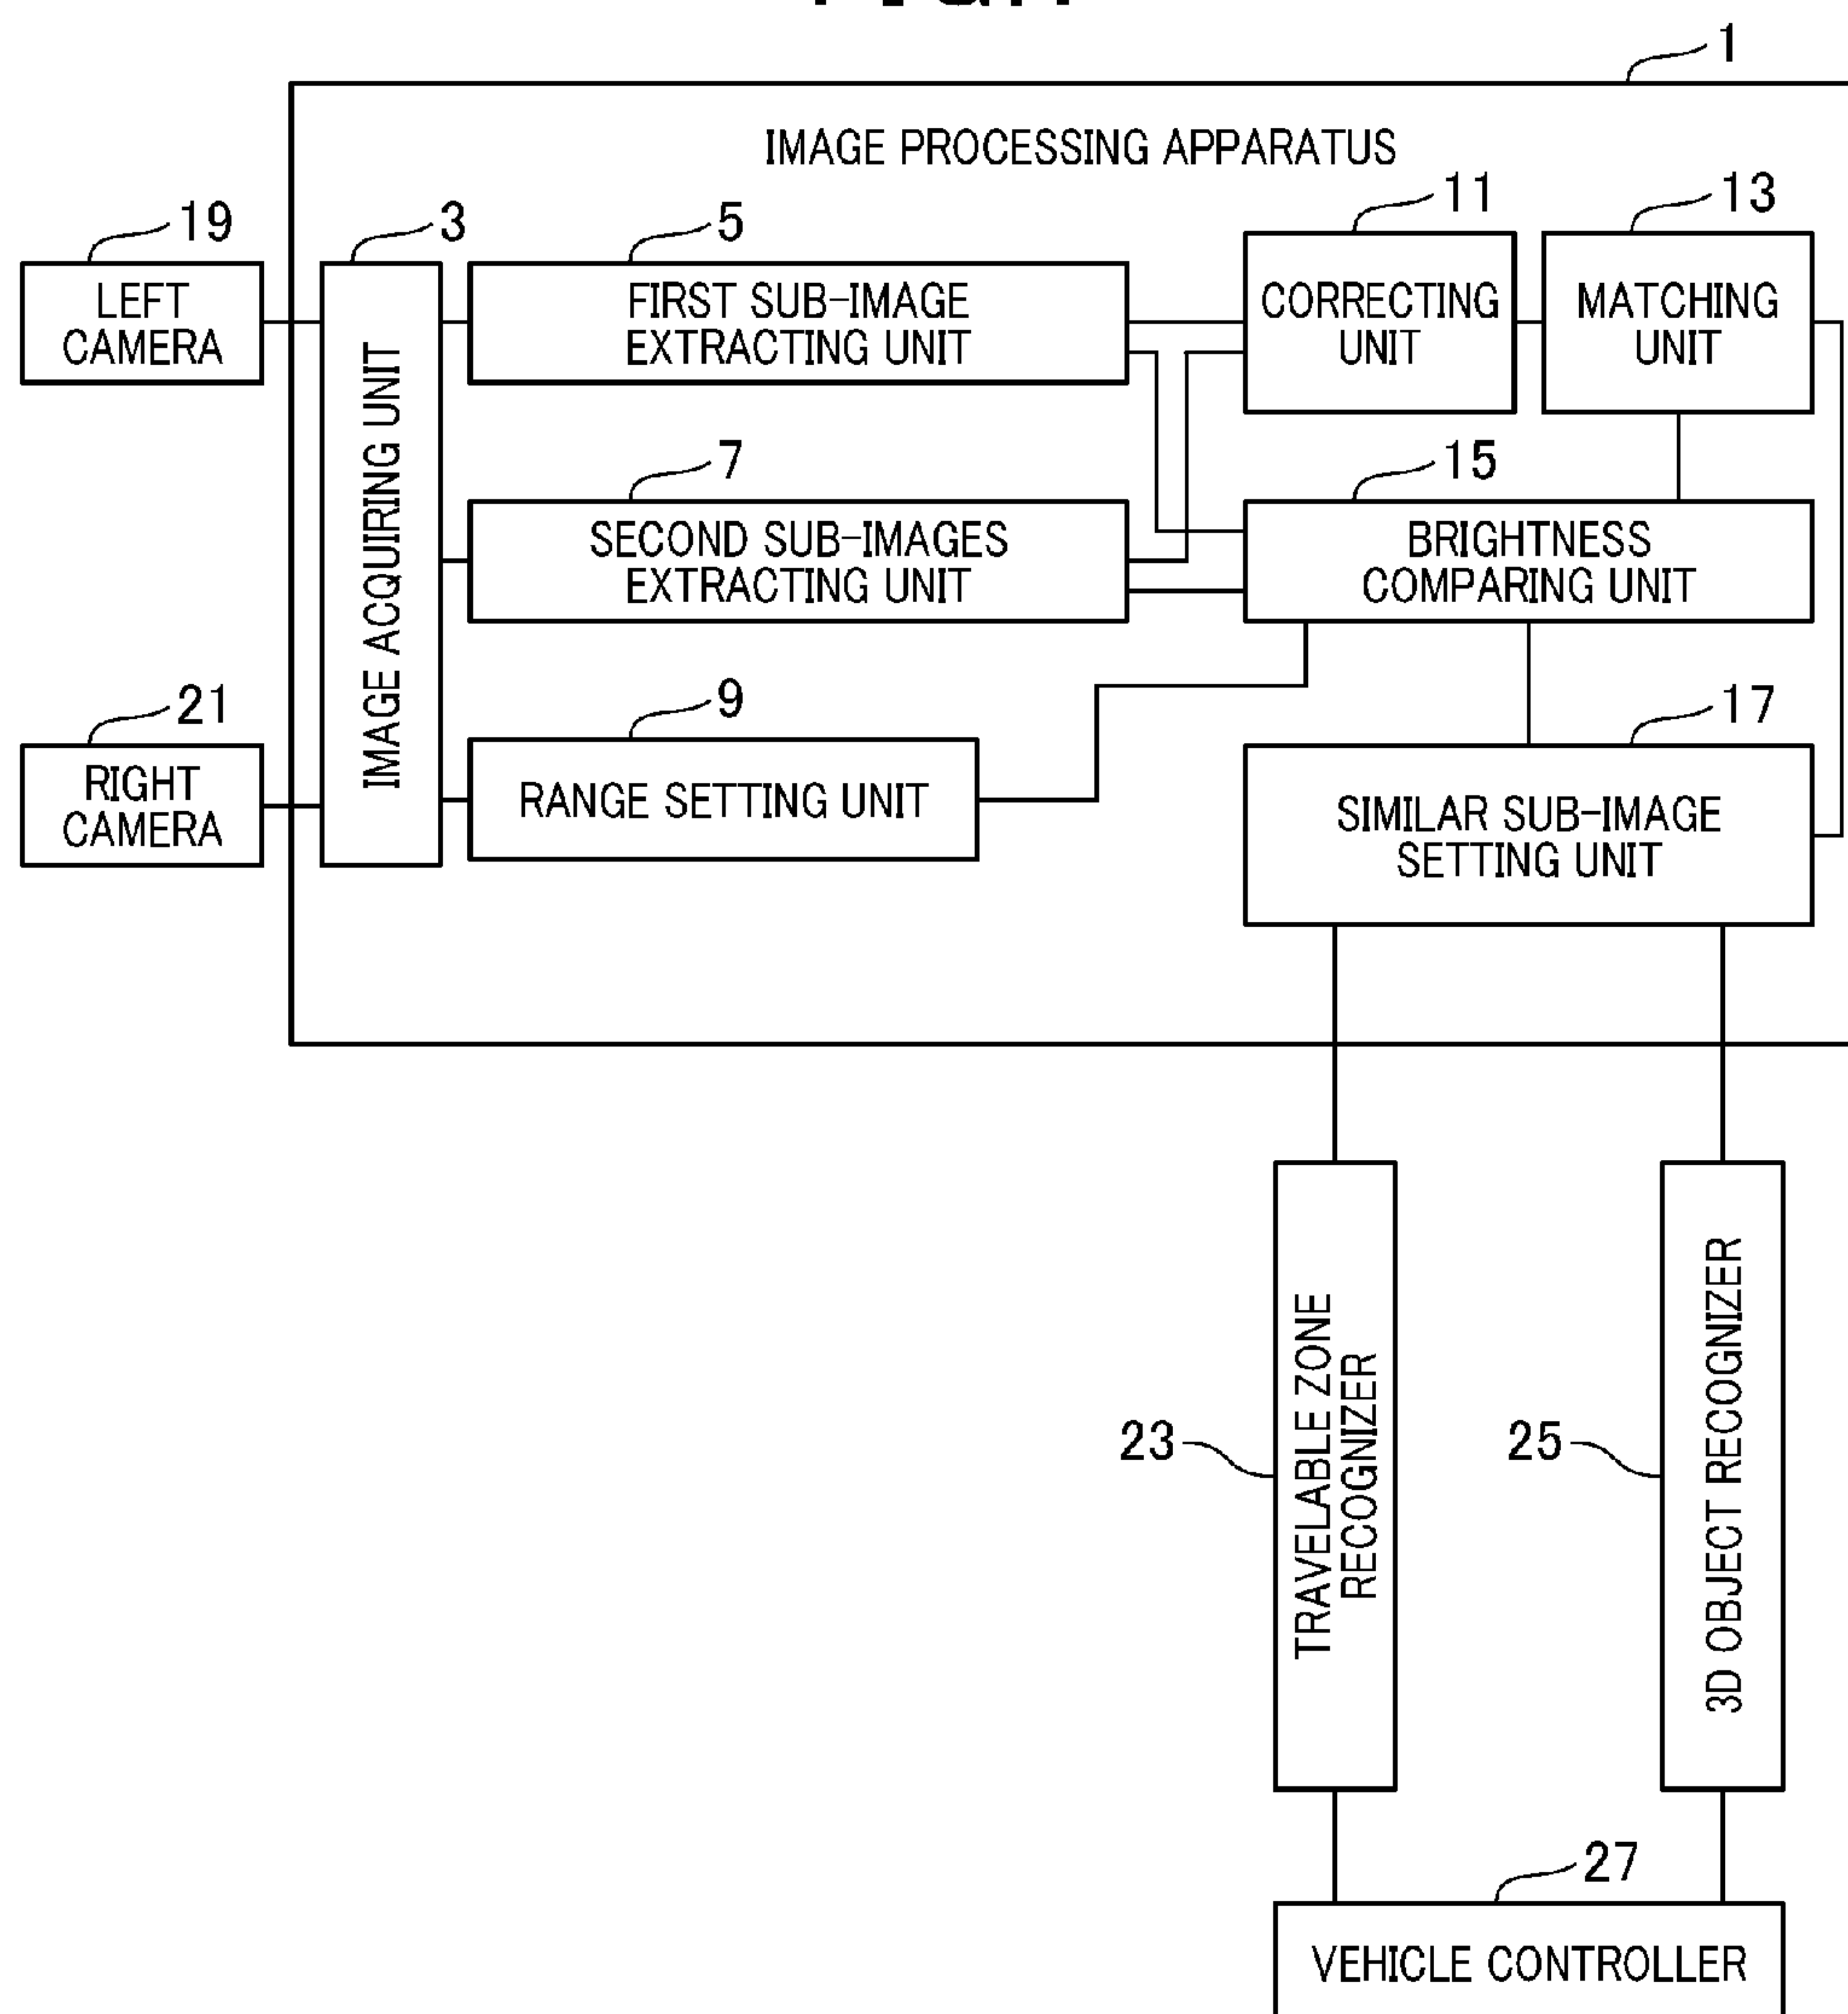 1
IMAGE PROCESSING APPARATUS
19
3
5
11
13
LEFT
CAMERA
IMAGE ACQUIRING UNIT
FIRST SUB-IMAGE
EXTRACTING UNIT
CORRECTING
UNIT
MATCHING
UNIT
7
15
SECOND SUB-IMAGES
EXTRACTING UNIT
BRIGHTNESS
COMPARING UNIT
21
9
17
RIGHT
CAMERA
RANGE SETTING UNIT
SIMILAR SUB-IMAGE
SETTING UNIT
23
TRAVELABLE ZONE
RECOGNIZER
25
3D OBJECT RECOGNIZER
27
VEHICLE CONTROLLER